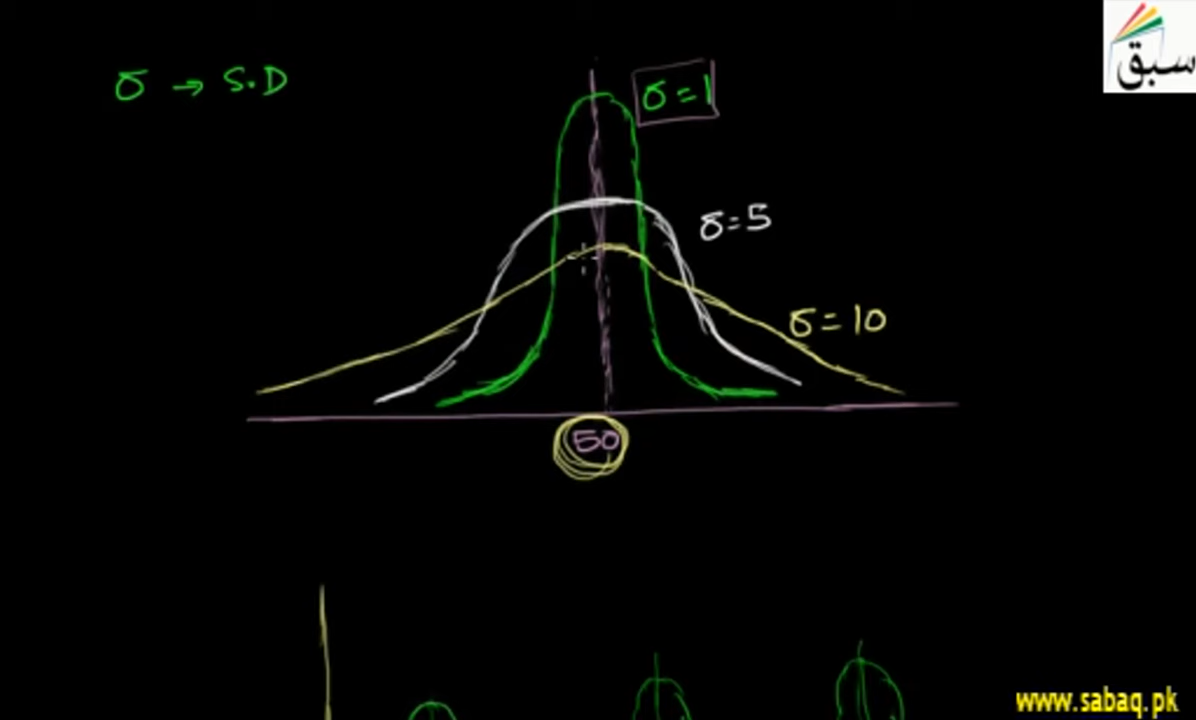 سبق
σ → S.D
σ = 1
σ = 5
σ = 10
50
www.sabaq.pk